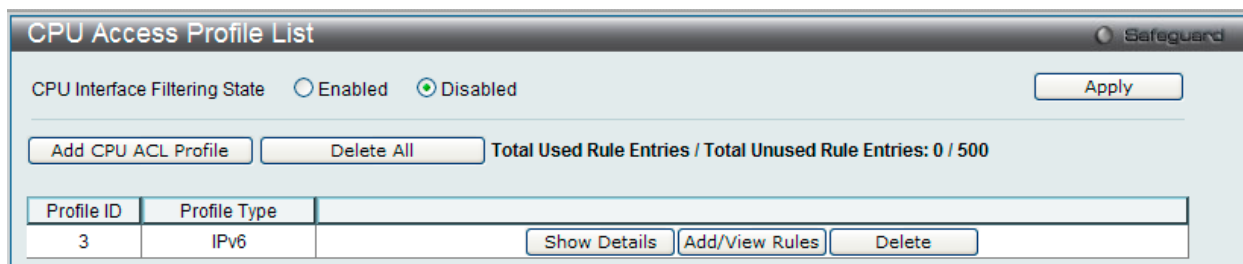 CPU Access Profile List Safeguard
CPU Interface Filtering State Enabled Disabled Apply
Add CPU ACL Profile Delete All Total Used Rule Entries / Total Unused Rule Entries: 0 / 500
Profile ID Profile Type
3 IPv6 Show Details Add/View Rules Delete